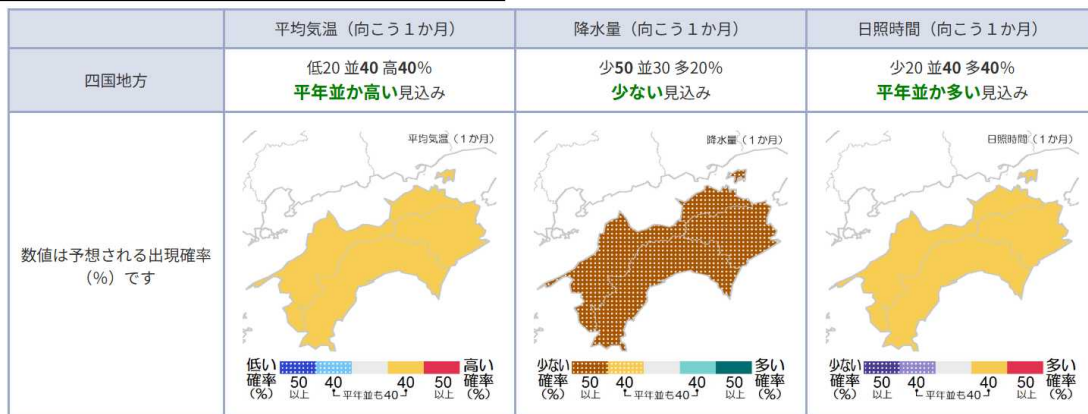 平均気温（向こう１か月）
降水量（向こう１か月）
日照時間（向こう１か月）
四国地方
低20 並40 高40%
平年並か高い見込み
少50 並30 多20%
少ない見込み
少20 並40 多40%
平年並か多い見込み
数値は予想される出現確率
（%）です
平均気温（1か月）
低い
確率
(%)
50
以上
40
平年並も40
40
50
以上
高い
確率
(%)
降水量（1か月）
少ない
確率
(%)
50
以上
40
平年並も40
40
50
以上
多い
確率
(%)
日照時間（1か月）
少ない
確率
(%)
50
以上
40
平年並も40
40
50
以上
多い
確率
(%)